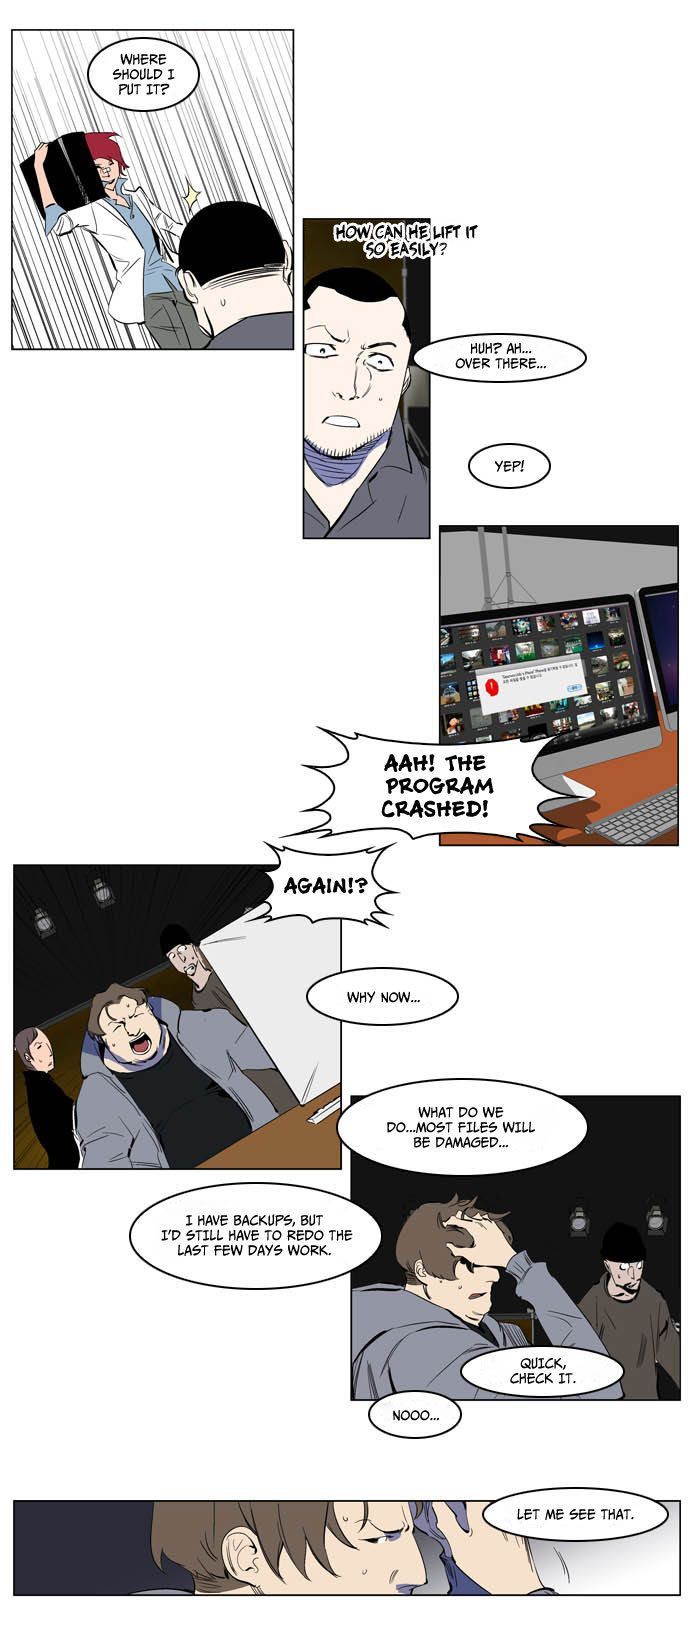 WHERE
SHOULD I
PUT IT?
HOW CAN HE LIFT IT
SO EASILY?
HUH? AH...
OVER THERE...
YEP!
AAH! THE
PROGRAM
CRASHED!
AGAIN!?
WHY NOW...
WHAT DO WE
DO...MOST FILES WILL
BE DAMAGED...
I HAVE BACKUPS, BUT
I'D STILL HAVE TO REDO THE
LAST FEW DAYS WORK.
QUICK,
CHECK IT.
NOOO...
LET ME SEE THAT.